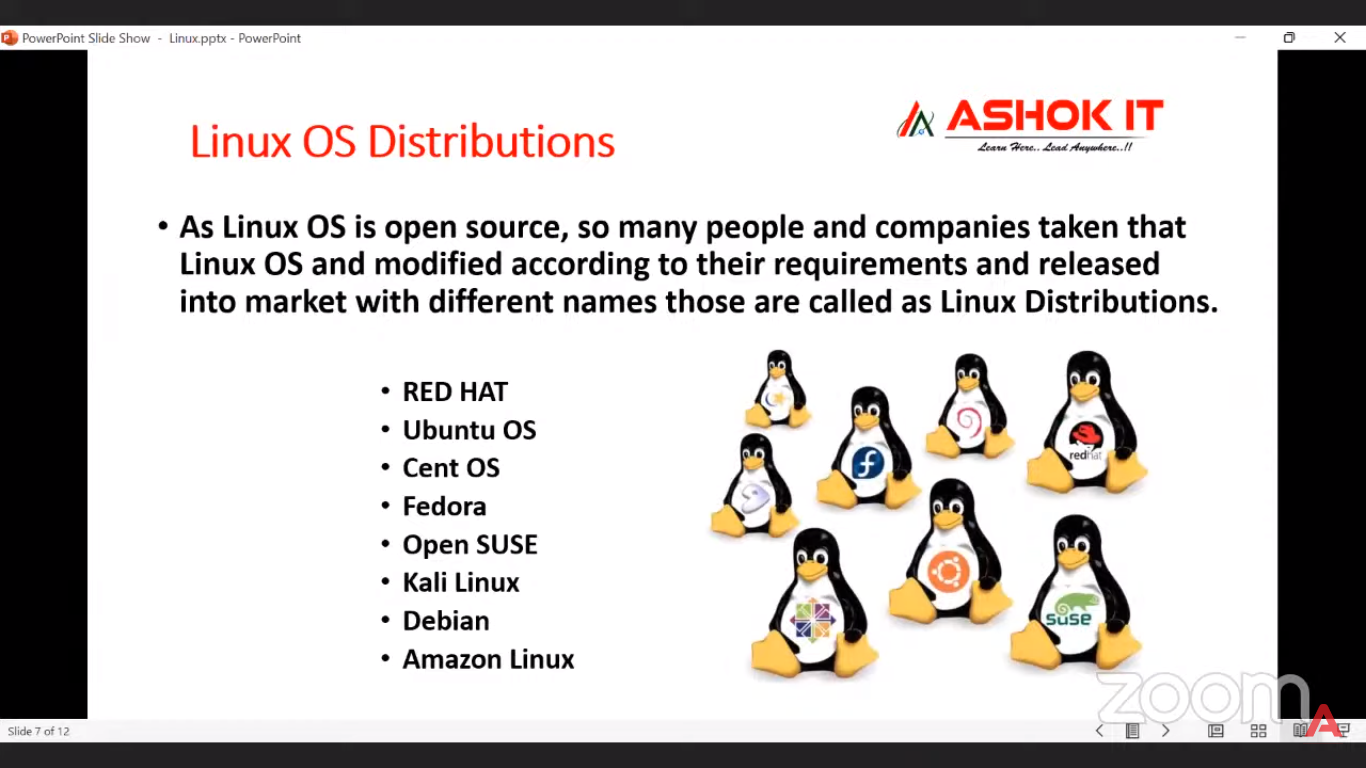 PowerPoint Slide Show - Linux.pptx - PowerPoint
ASHOK IT
Learn Here.. Lead Anywhere..!!
Linux OS Distributions
• As Linux OS is open source, so many people and companies taken that
Linux OS and modified according to their requirements and released
into market with different names those are called as Linux Distributions.
• RED HAT
• Ubuntu OS
• Cent OS
• Fedora
• Open SUSE
• Kali Linux
• Debian
• Amazon Linux
redhat
suse
zoom
Slide 7 of 12